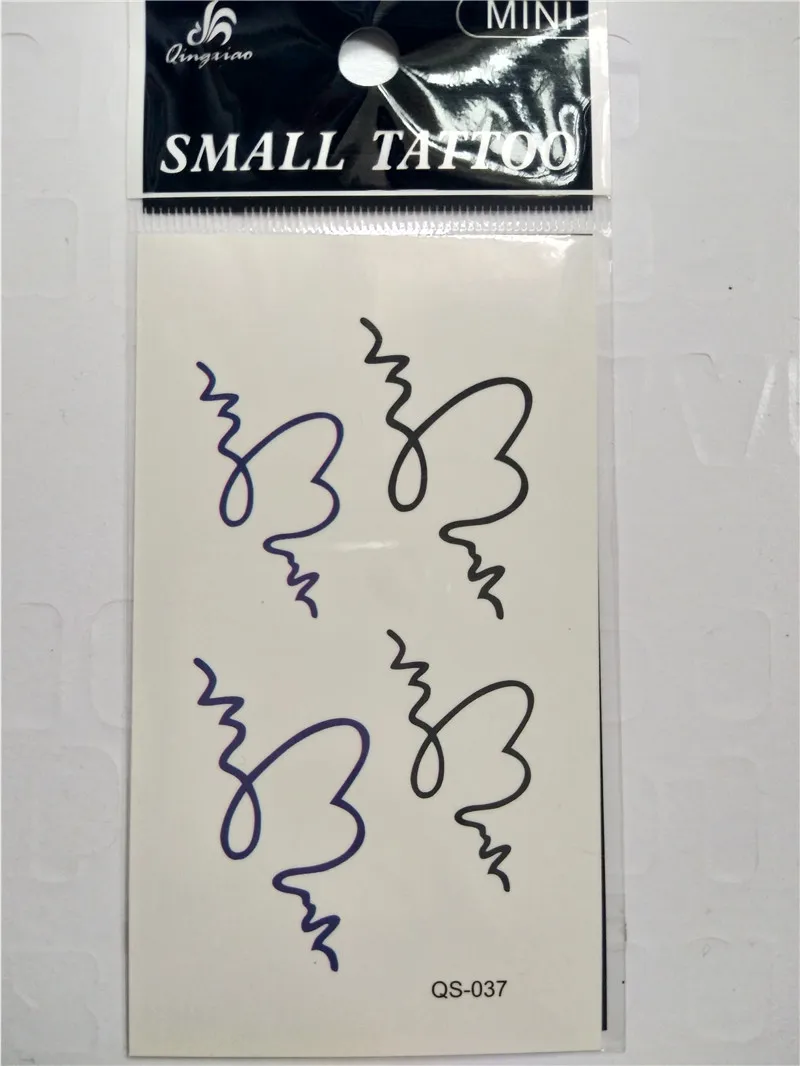 MINI
Qingxiao
SMALL TATTOO
QS-037